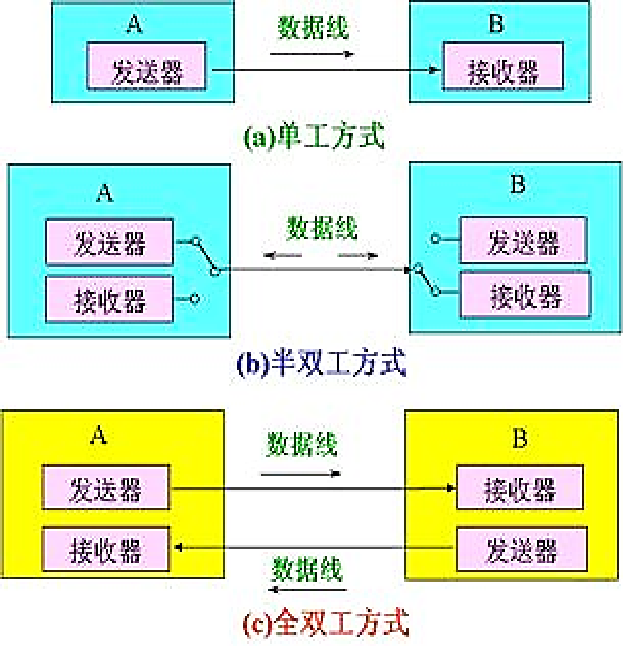 A 数据线 B
发送器 接收器
(a)单工方式
A 数据线 B
发送器 发送器
接收器 接收器
(b)半双工方式
A 数据线 B
发送器 接收器
接收器 发送器
数据线
(c)全双工方式